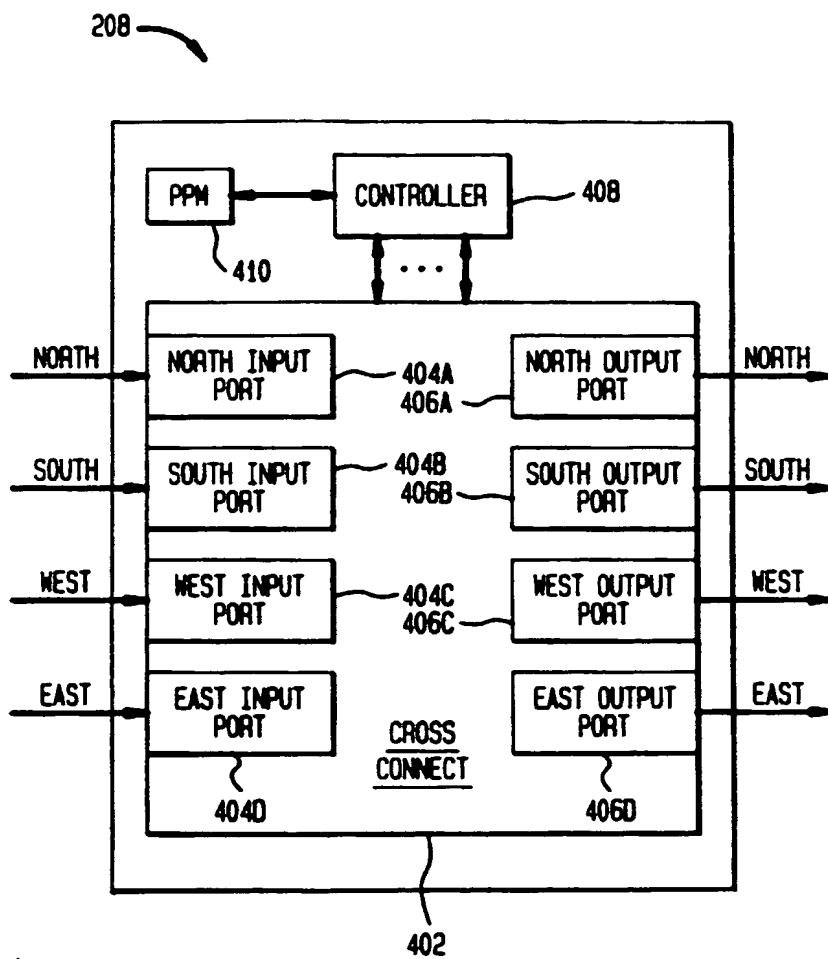 208
PPM
CONTROLLER
408
410
...
NORTH
NORTH INPUT
PORT
404A
406A
NORTH OUTPUT
PORT
NORTH
SOUTH
SOUTH INPUT
PORT
404B
406B
SOUTH OUTPUT
PORT
SOUTH
WEST
WEST INPUT
PORT
404C
406C
WEST OUTPUT
PORT
WEST
EAST
EAST INPUT
PORT
404D
CROSS
CONNECT
EAST OUTPUT
PORT
406D
EAST
402